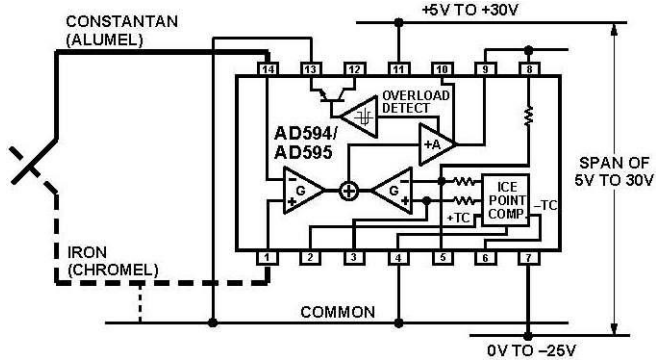 CONSTANTAN
(ALUMEL)
+5V TO +30V
14 13 12 11 10 9 8
OVERLOAD
DETECT
AD594/
AD595
+A
SPAN OF
5V TO 30V
– G +
– G +
ICE
POINT
COMP.
–TC
+TC
IRON
(CHROMEL)
1 2 3 4 5 6 7
COMMON
0V TO –25V